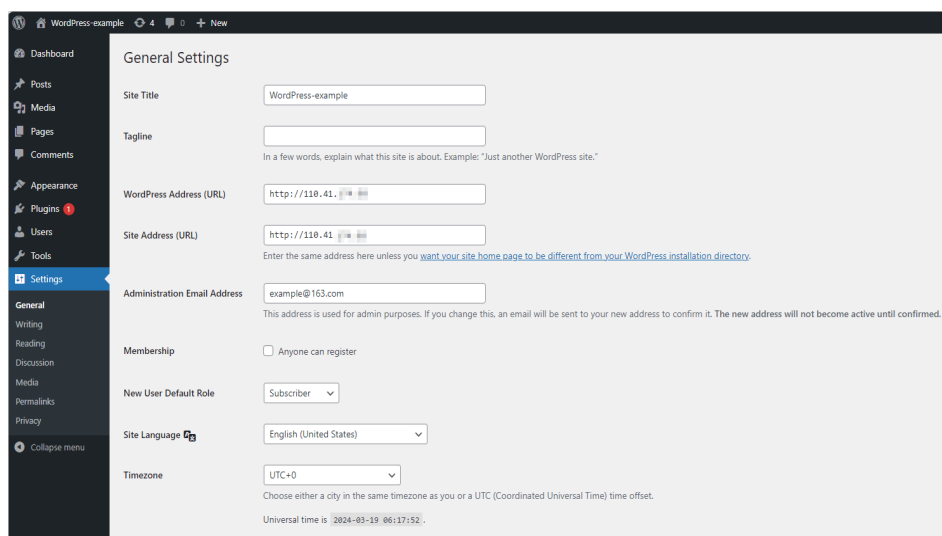 WordPress-example 4 0 New
Dashboard
Posts
Media
Pages
Comments
Appearance
Plugins 1
Users
Tools
Settings
General
Writing
Reading
Discussion
Media
Permalinks
Privacy
Collapse menu
General Settings
Site Title
WordPress-example
Tagline
In a few words, explain what this site is about. Example: "Just another WordPress site."
WordPress Address (URL)
http://110.41.
Site Address (URL)
http://110.41
Enter the same address here unless you want your site home page to be different from your WordPress installation directory.
Administration Email Address
example@163.com
This address is used for admin purposes. If you change this, an email will be sent to your new address to confirm it. The new address will not become active until confirmed.
Membership
Anyone can register
New User Default Role
Subscriber
Site Language
English (United States)
Timezone
UTC+0
Choose either a city in the same timezone as you or a UTC (Coordinated Universal Time) time offset.
Universal time is 2024-03-19 06:17:52 .